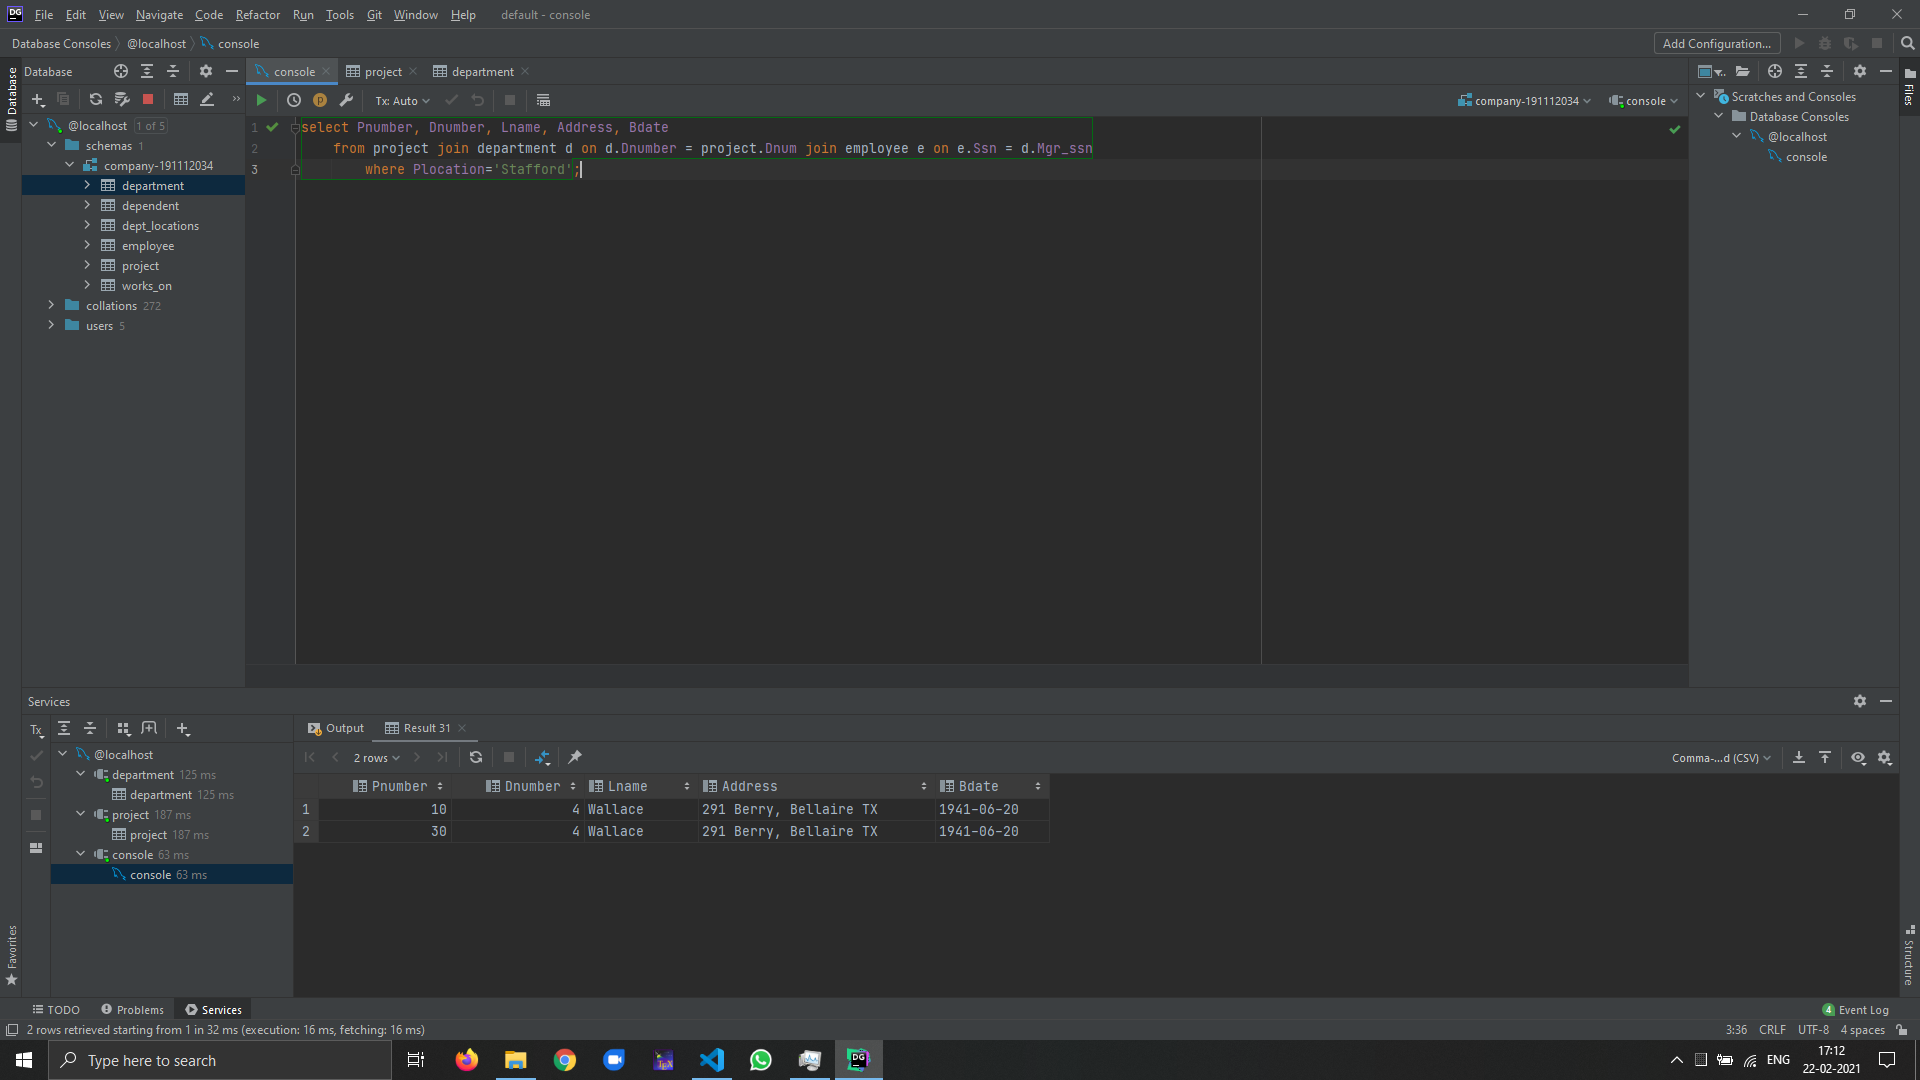 DG File Edit View Navigate Code Refactor Run Tools Git Window Help default - console
Database Consoles @localhost console Add Configuration...
Database
Database
console project department
Tx: Auto
company-191112034 console
@localhost 1 of 5
schemas 1
company-191112034
department
dependent
dept_locations
employee
project
works_on
collations 272
users 5
1 select Pnumber, Dnumber, Lname, Address, Bdate
2 from project join department d on d.Dnumber = project.Dnum join employee e on e.Ssn = d.Mgr_ssn
3 where Plocation='Stafford';
Scratches and Consoles
Database Consoles
@localhost
console
Files
Services
Tx
@localhost
department 125 ms
department 125 ms
project 187 ms
project 187 ms
console 63 ms
console 63 ms
Output Result 31
2 rows Comma-...d (CSV)
Pnumber Dnumber Lname Address Bdate
1 10 4 Wallace 291 Berry, Bellaire TX 1941-06-20
2 30 4 Wallace 291 Berry, Bellaire TX 1941-06-20
Favorites
Structure
TODO Problems Services 4 Event Log
2 rows retrieved starting from 1 in 32 ms (execution: 16 ms, fetching: 16 ms) 3:36 CRLF UTF-8 4 spaces
Type here to search TEX DG ENG 17:12
22-02-2021